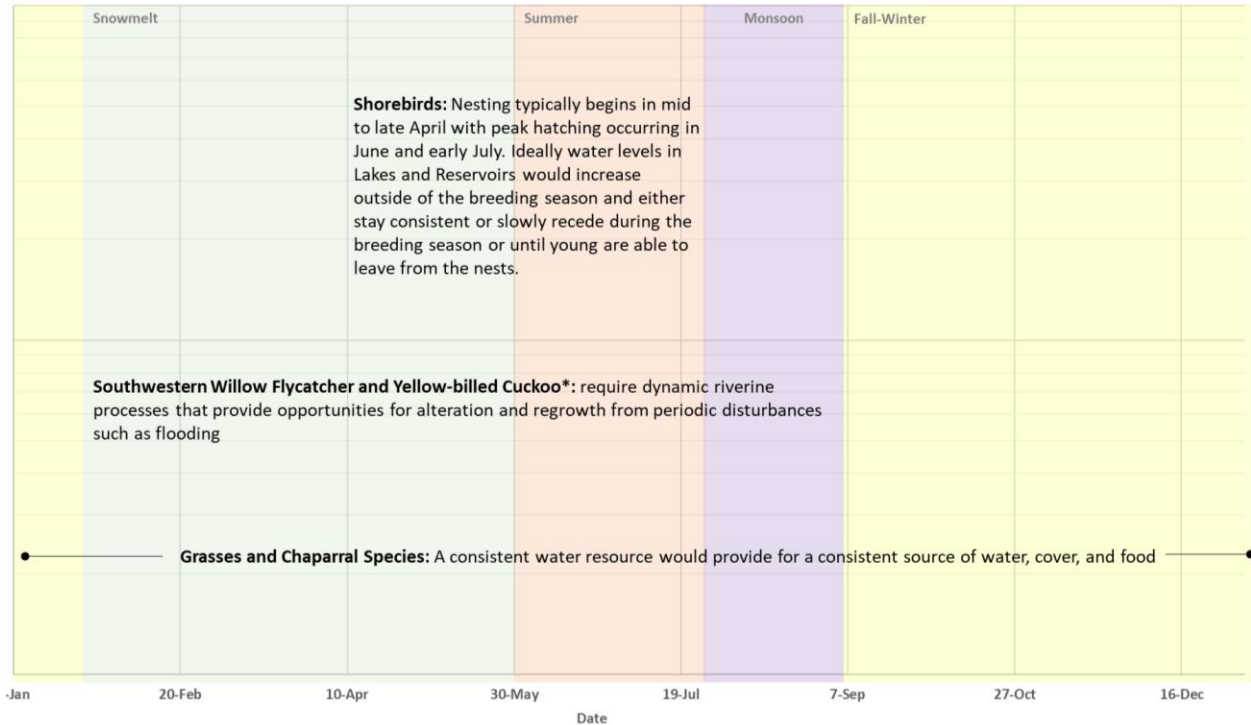 Snowmelt
Summer
Monsoon
Fall-Winter
Shorebirds: Nesting typically begins in mid
to late April with peak hatching occurring in
June and early July. Ideally water levels in
Lakes and Reservoirs would increase
outside of the breeding season and either
stay consistent or slowly recede during the
breeding season or until young are able to
leave from the nests.
Southwestern Willow Flycatcher and Yellow-billed Cuckoo*: require dynamic riverine
processes that provide opportunities for alteration and regrowth from periodic disturbances
such as flooding
Grasses and Chaparral Species: A consistent water resource would provide for a consistent source of water, cover, and food
-Jan 20-Feb 10-Apr 30-May 19-Jul 7-Sep 27-Oct 16-Dec
Date